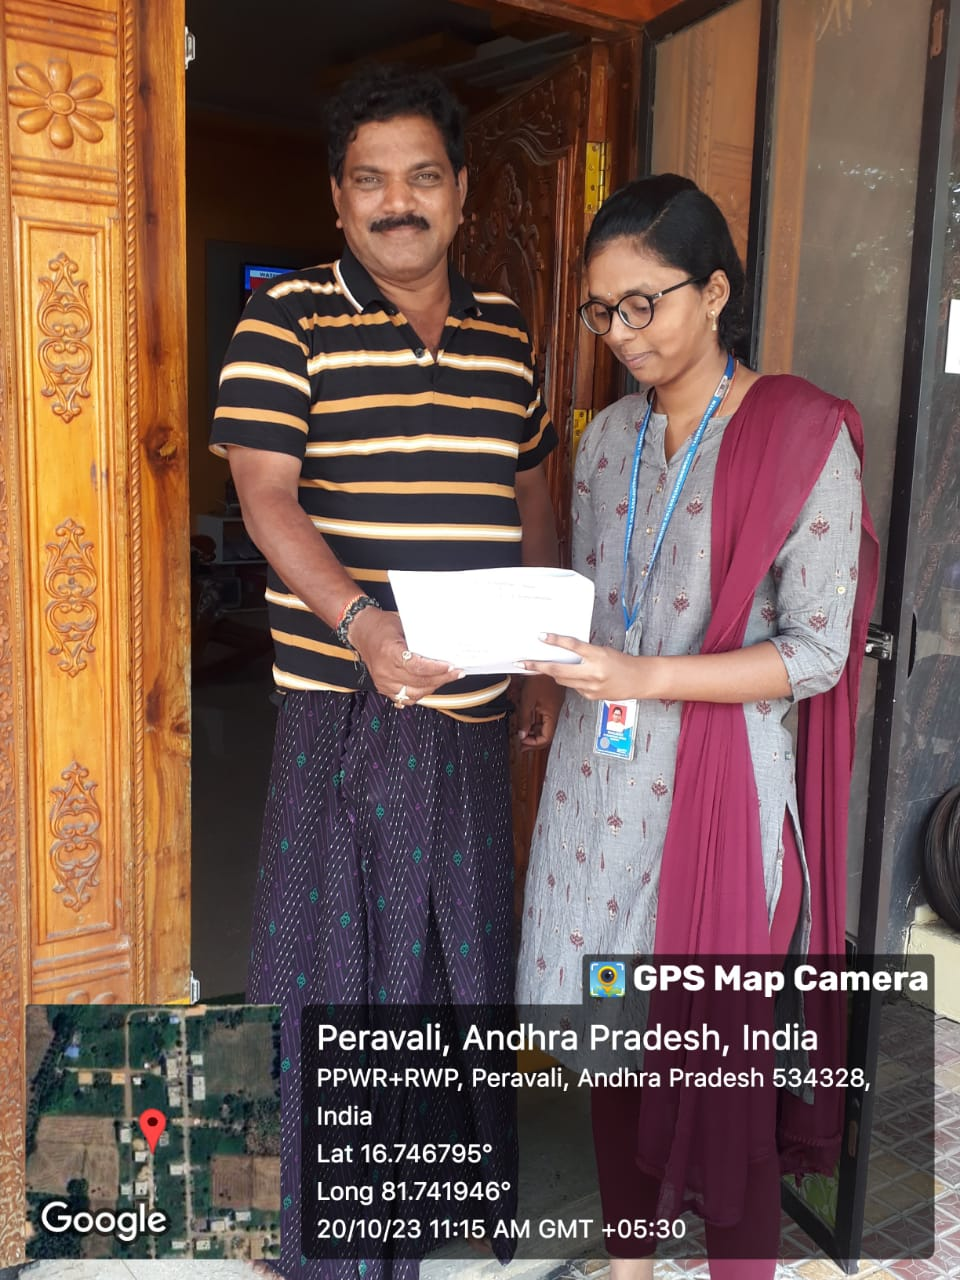 WAT
GPS Map Camera
Peravali, Andhra Pradesh, India
PPWR+RWP, Peravali, Andhra Pradesh 534328,
India
Lat 16.746795°
Long 81.741946°
20/10/23 11:15 AM GMT +05:30
Google